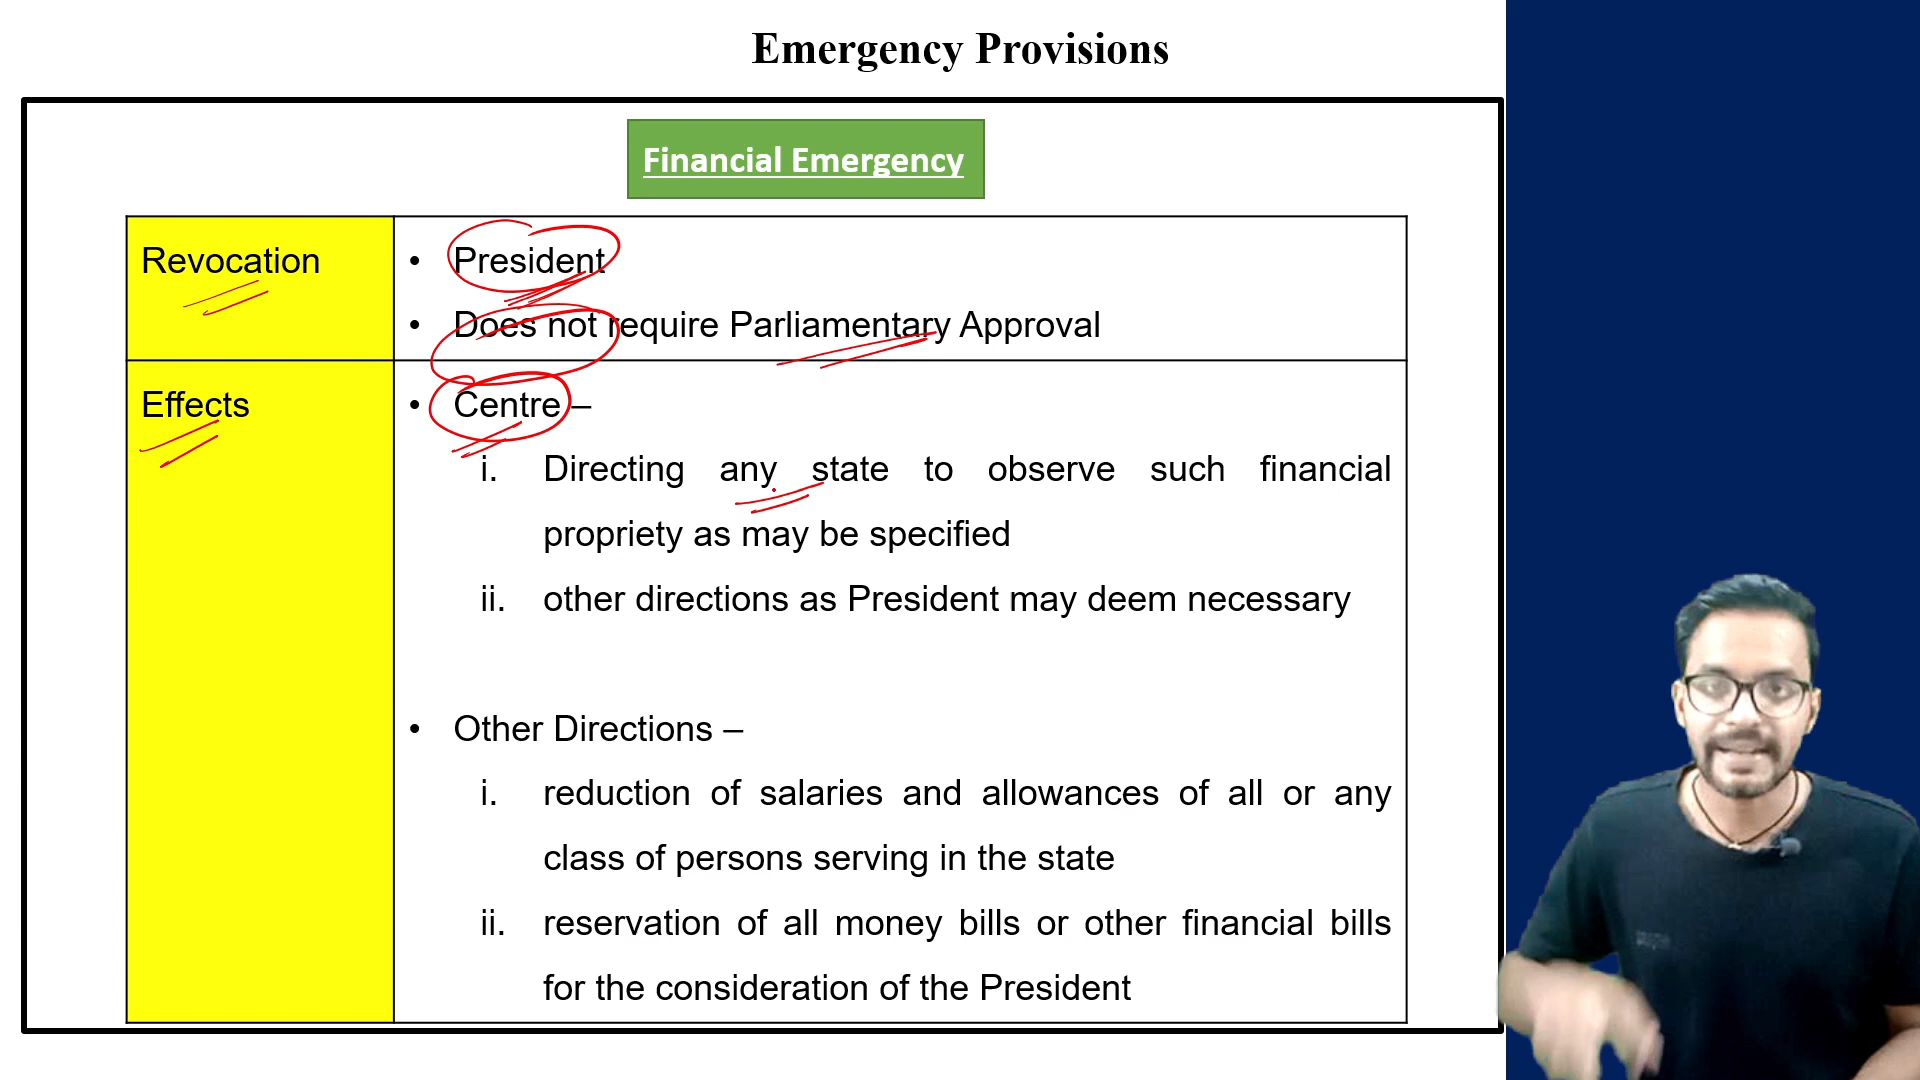 Emergency Provisions
Financial Emergency
Revocation
• President
• Does not require Parliamentary Approval
Effects
• Centre –
i. Directing any state to observe such financial
propriety as may be specified
ii. other directions as President may deem necessary
• Other Directions –
i. reduction of salaries and allowances of all or any
class of persons serving in the state
ii. reservation of all money bills or other financial bills
for the consideration of the President